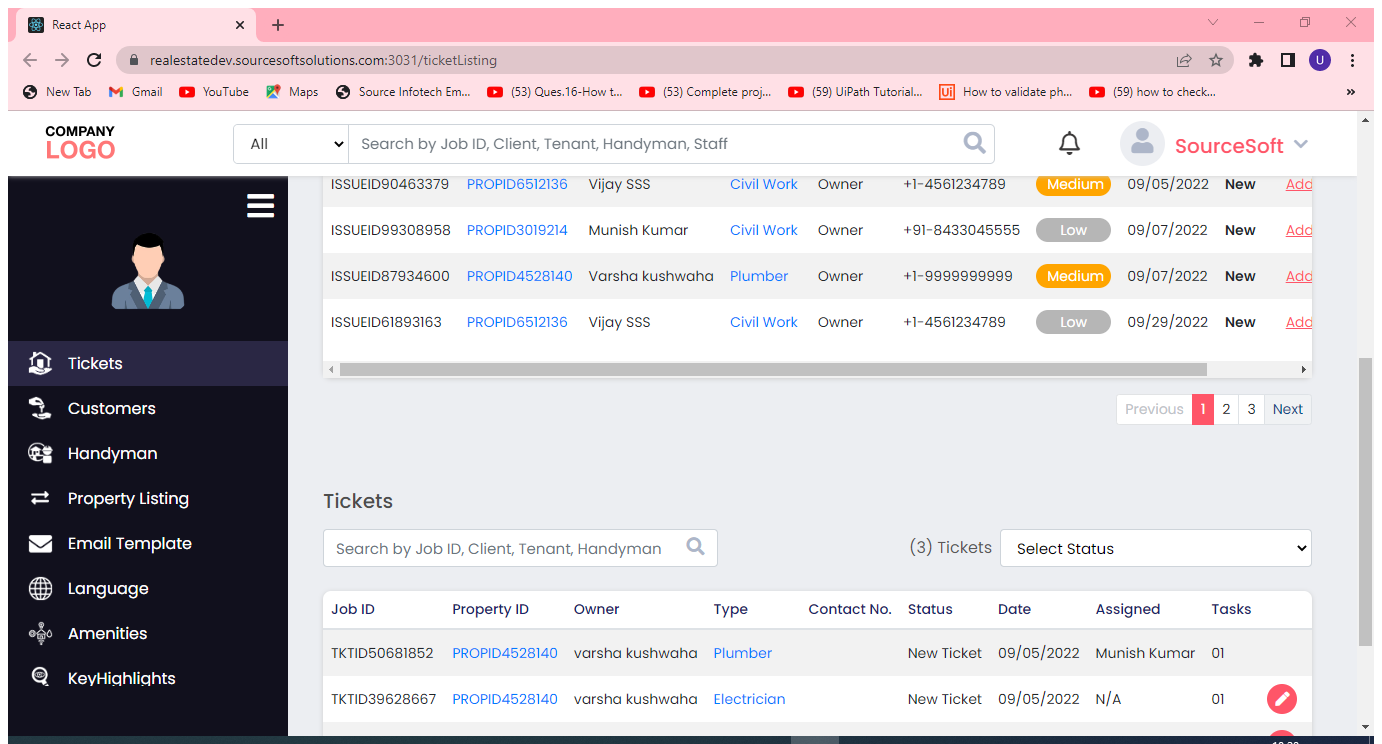 React App
realestatedev.sourcesoftsolutions.com:3031/ticketListing
U
New Tab Gmail YouTube Maps Source Infotech Em... (53) Ques.16-How t... (53) Complete proj... (59) UiPath Tutorial... Ui How to validate ph... (59) how to check... »
COMPANY
LOGO
All Search by Job ID, Client, Tenant, Handyman, Staff SourceSoft
ISSUEID90463379 PROPID6512136 Vijay SSS Civil Work Owner +1-4561234789 Medium 09/05/2022 New Add
ISSUEID99308958 PROPID3019214 Munish Kumar Civil Work Owner +91-8433045555 Low 09/07/2022 New Add
ISSUEID87934600 PROPID4528140 Varsha kushwaha Plumber Owner +1-9999999999 Medium 09/07/2022 New Add
ISSUEID61893163 PROPID6512136 Vijay SSS Civil Work Owner +1-4561234789 Low 09/29/2022 New Add
Previous 1 2 3 Next
Tickets
Customers
Handyman
Property Listing
Email Template
Language
Amenities
KeyHighlights
Tickets
Search by Job ID, Client, Tenant, Handyman (3) Tickets Select Status
Job ID Property ID Owner Type Contact No. Status Date Assigned Tasks
TKTID50681852 PROPID4528140 varsha kushwaha Plumber New Ticket 09/05/2022 Munish Kumar 01
TKTID39628667 PROPID4528140 varsha kushwaha Electrician New Ticket 09/05/2022 N/A 01